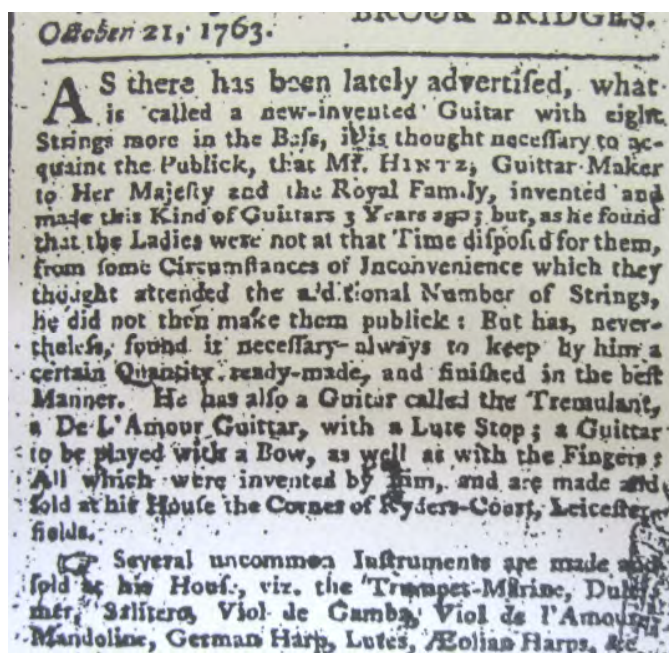 BROOK BRIDGES.
October 21, 1763.
AS there has been lately advertiſed, what
is called a new-invented Guitar with eight
Strings more in the Baſs, it is thought neceſſary to ac-
quaint the Publick, that Mr. HINTZ, Guittar-Maker
to Her Majeſty and the Royal Family, invented and
made this Kind of Guittars 3 Years ago; but, as he found
that the Ladies were not at that Time diſpoſed for them,
from ſome Circumſtances of Inconvenience which they
thought attended the additional Number of Strings,
he did not then make them publick: But has, never-
theleſs, found it neceſſary always to keep by him a
certain Quantity ready-made, and finiſhed in the beſt
Manner. He has alſo a Guitar called the Tremulant,
a De L'Amour Guittar, with a Lute Stop; a Guittar
to be played with a Bow, as well as with the Fingers:
All which were invented by him, and are made and
ſold at his Houſe the Corner of Ryders-Court, Leiceſter-
fields.
☞ Several uncommon Inſtruments are made and
ſold at his Houſe, viz. the Trumpet-Marine, Dulci-
mer, Saltero, Viol de Gamba, Viol de l'Amour,
Mandoline, German Harp, Lutes, Æolian Harps, &c.